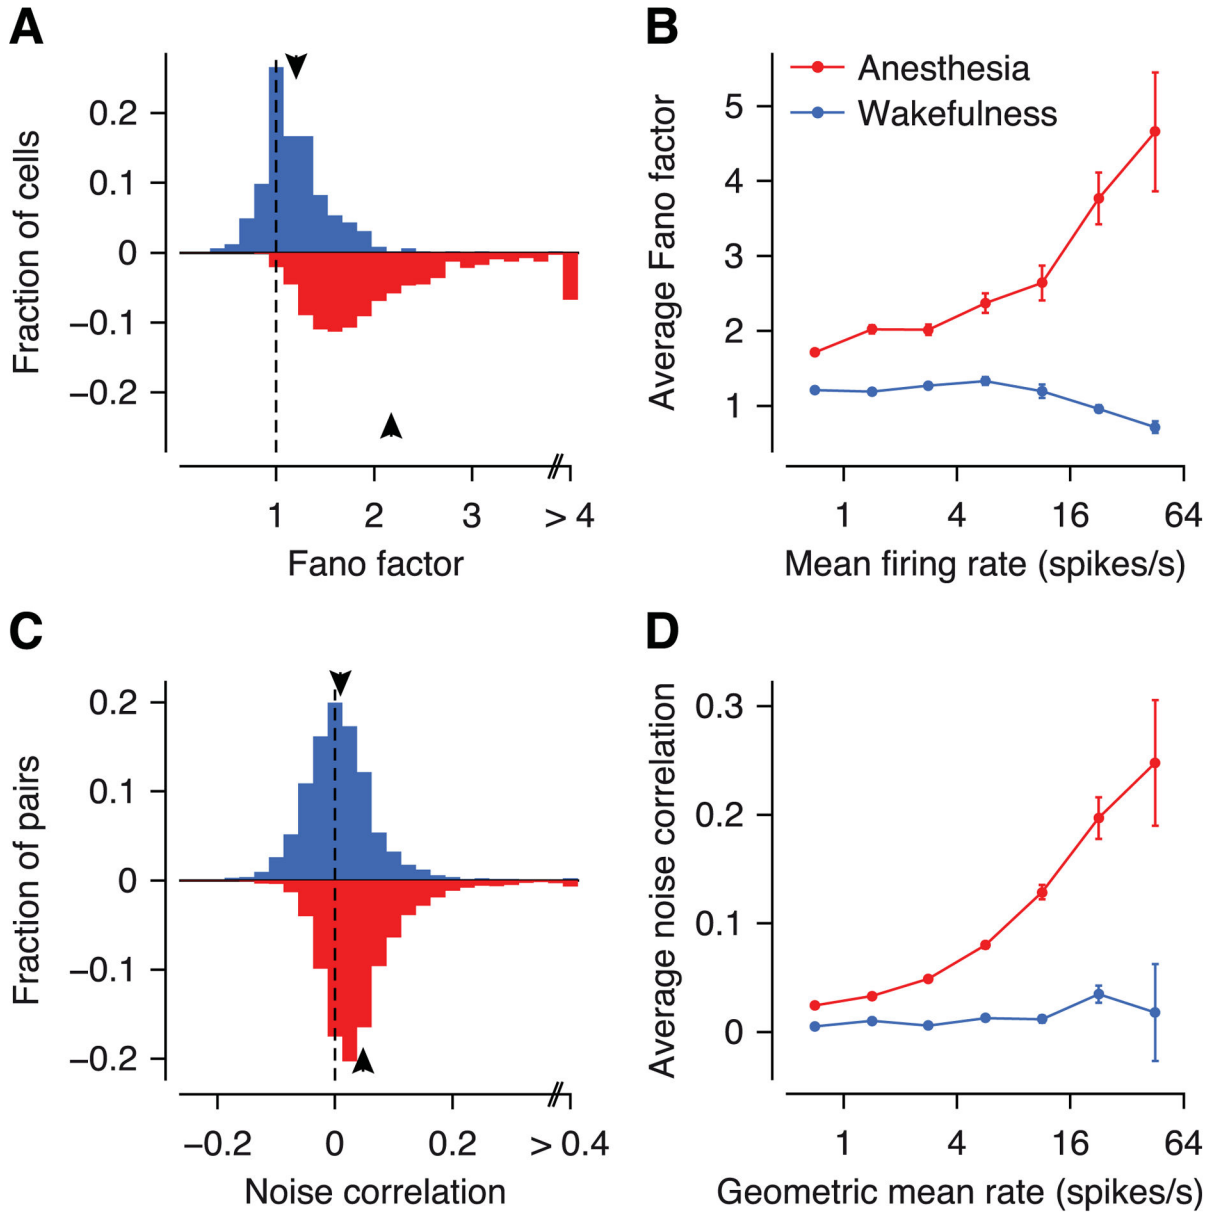 A
Fraction of cells
0.2
0.1
0
−0.1
−0.2
1
2
3
> 4
Fano factor
B
Anesthesia
Wakefulness
Average Fano factor
5
4
3
2
1
1
4
16
64
Mean firing rate (spikes/s)
C
Fraction of pairs
0.2
0.1
0
−0.1
−0.2
−0.2
0
0.2
> 0.4
Noise correlation
D
Average noise correlation
0.3
0.2
0.1
0
1
4
16
64
Geometric mean rate (spikes/s)